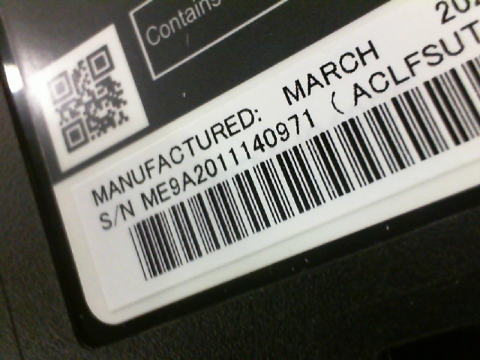 Contains
MANUFACTURED: MARCH
S/N ME9A2011140971 ( ACLFSUT